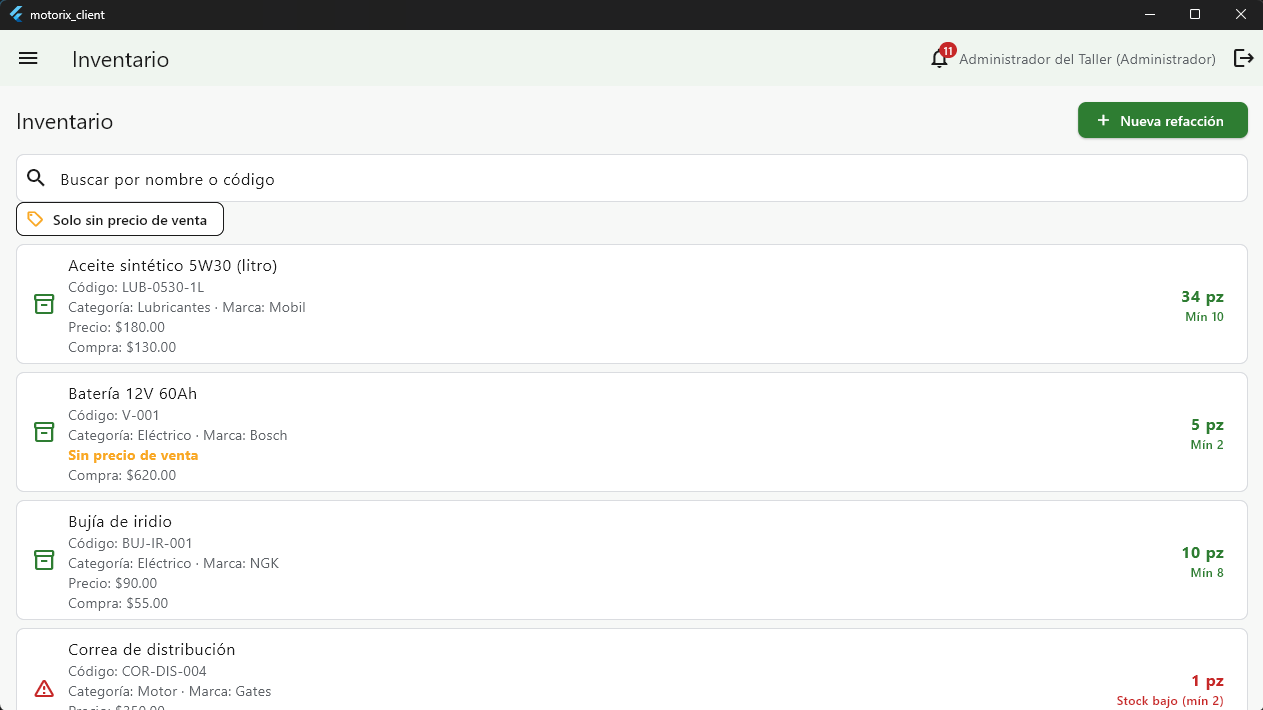 motorix_client
Inventario
11
Administrador del Taller (Administrador)
Inventario
+ Nueva refacción
Buscar por nombre o código
Solo sin precio de venta
Aceite sintético 5W30 (litro)
Código: LUB-0530-1L
Categoría: Lubricantes · Marca: Mobil
Precio: $180.00
Compra: $130.00
34 pz
Mín 10
Batería 12V 60Ah
Código: V-001
Categoría: Eléctrico · Marca: Bosch
Sin precio de venta
Compra: $620.00
5 pz
Mín 2
Bujía de iridio
Código: BUJ-IR-001
Categoría: Eléctrico · Marca: NGK
Precio: $90.00
Compra: $55.00
10 pz
Mín 8
Correa de distribución
Código: COR-DIS-004
Categoría: Motor · Marca: Gates
Precio: $350.00
1 pz
Stock bajo (mín 2)